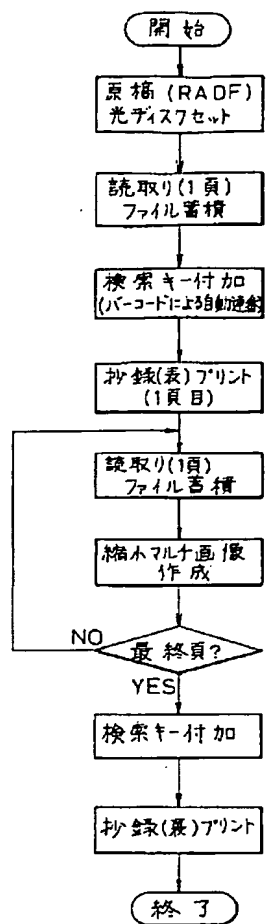 開始
原稿(RADF)
光ディスクセット
読取り(1頁)
ファイル蓄積
検索キー付加
(バーコードによる自動連番)
抄録(表)プリント
(1頁目)
読取り(1頁)
ファイル蓄積
縮小マルチ画像
作成
最終頁?
NO
YES
検索キー付加
抄録(裏)プリント
終了